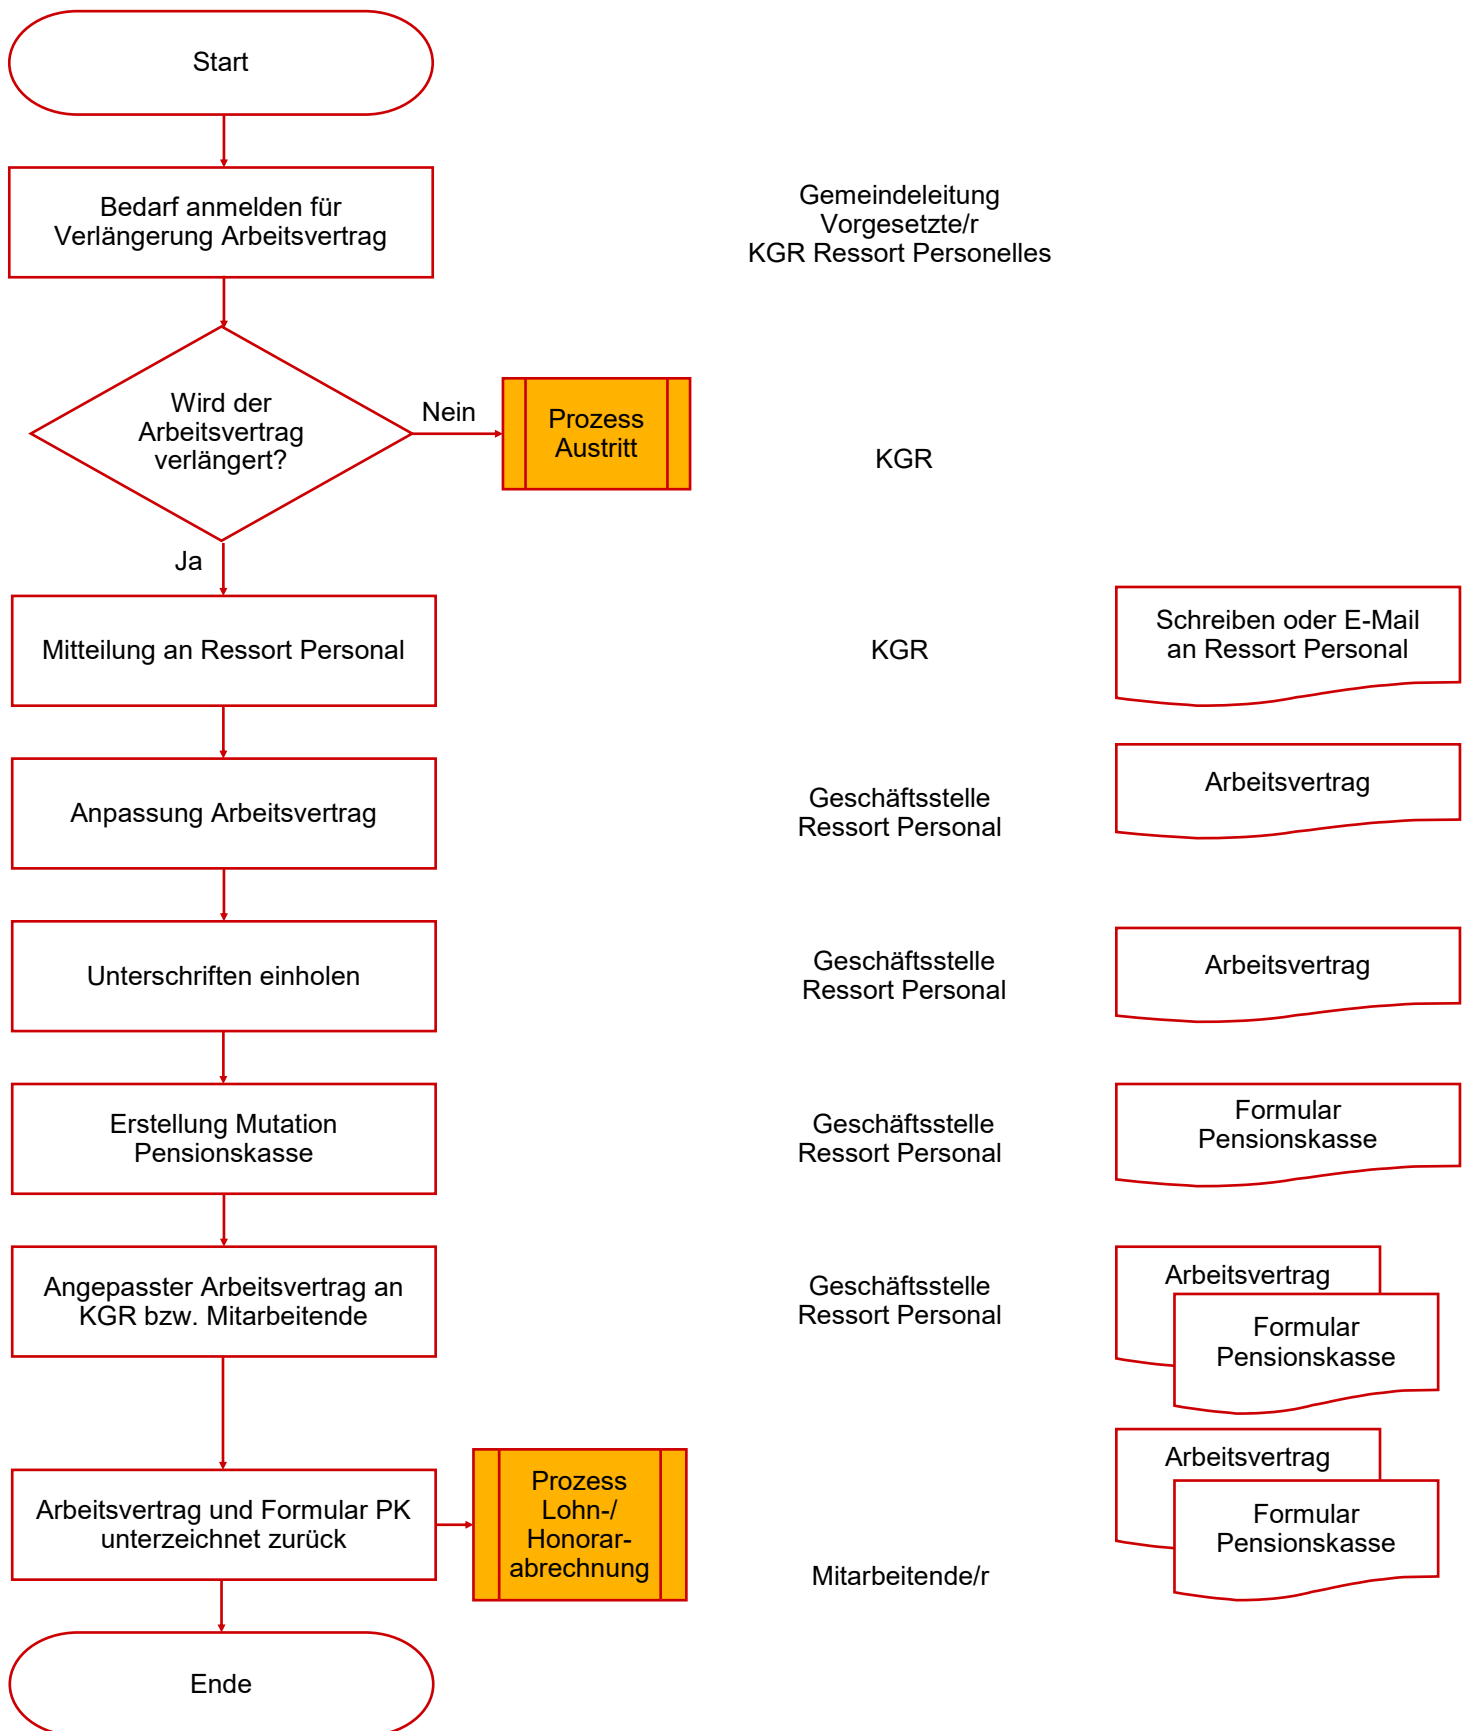 Start
Bedarf anmelden für
Verlängerung Arbeitsvertrag
Gemeindeleitung
Vorgesetzte/r
KGR Ressort Personelles
Wird der
Arbeitsvertrag
verlängert?
Nein
Prozess
Austritt
KGR
Ja
Mitteilung an Ressort Personal
KGR
Schreiben oder E-Mail
an Ressort Personal
Anpassung Arbeitsvertrag
Geschäftsstelle
Ressort Personal
Arbeitsvertrag
Unterschriften einholen
Geschäftsstelle
Ressort Personal
Arbeitsvertrag
Erstellung Mutation
Pensionskasse
Geschäftsstelle
Ressort Personal
Formular
Pensionskasse
Angepasster Arbeitsvertrag an
KGR bzw. Mitarbeitende
Geschäftsstelle
Ressort Personal
Arbeitsvertrag
Formular
Pensionskasse
Arbeitsvertrag und Formular PK
unterzeichnet zurück
Prozess
Lohn-/
Honorar-
abrechnung
Mitarbeitende/r
Arbeitsvertrag
Formular
Pensionskasse
Ende